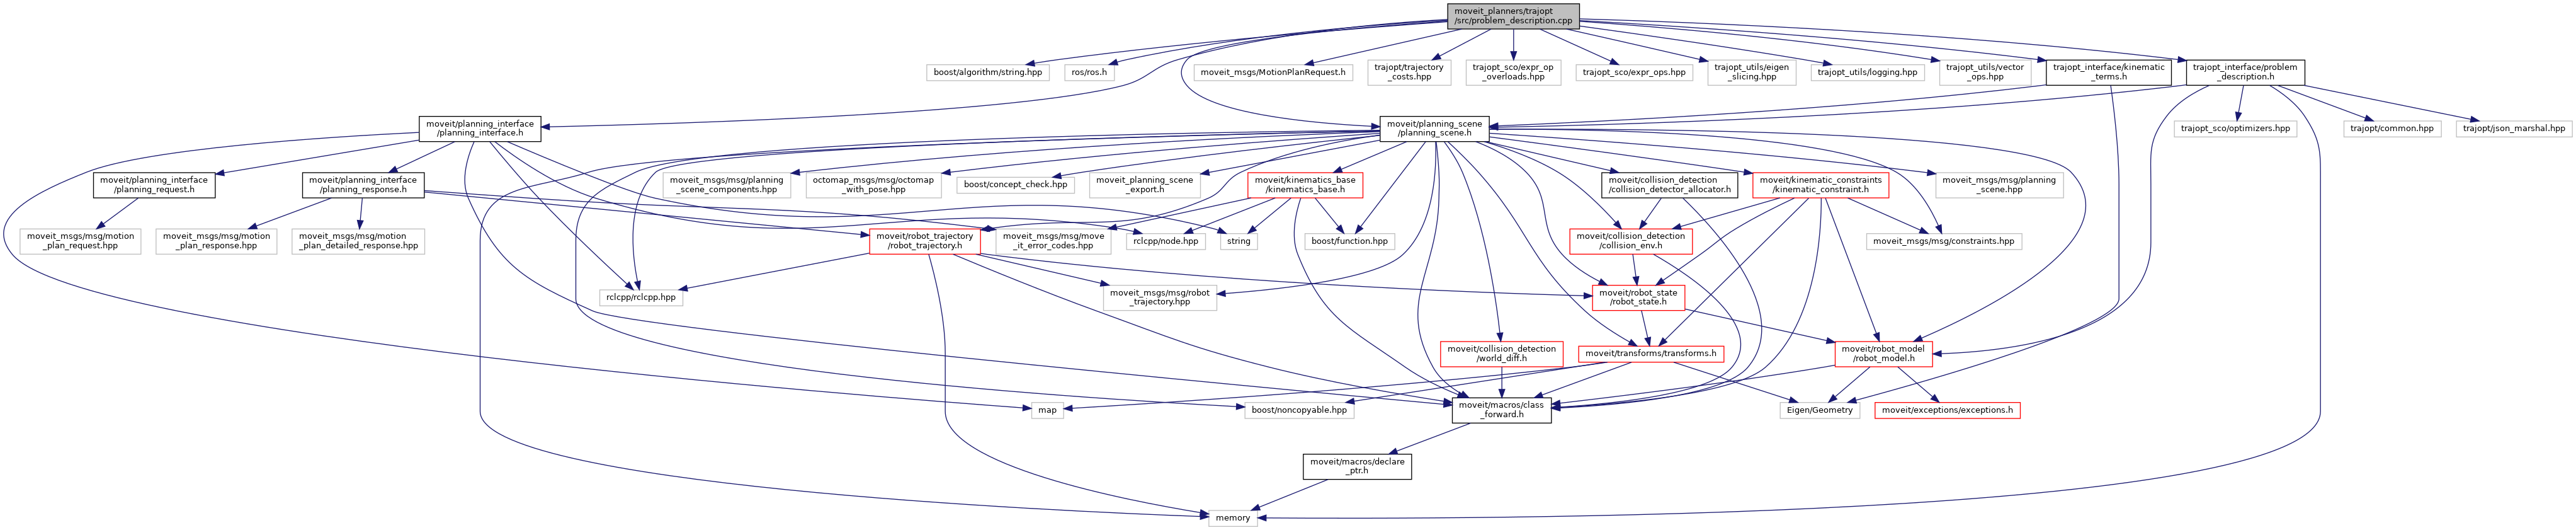 moveit_planners/trajopt
/src/problem_description.cpp
boost/algorithm/string.hpp
ros/ros.h
moveit_msgs/MotionPlanRequest.h
trajopt/trajectory
_costs.hpp
trajopt_sco/expr_op
_overloads.hpp
trajopt_sco/expr_ops.hpp
trajopt_utils/eigen
_slicing.hpp
trajopt_utils/logging.hpp
trajopt_utils/vector
_ops.hpp
trajopt_interface/kinematic
_terms.h
trajopt_interface/problem
_description.h
moveit/planning_interface
/planning_interface.h
moveit/planning_scene
/planning_scene.h
trajopt_sco/optimizers.hpp
trajopt/common.hpp
trajopt/json_marshal.hpp
moveit/planning_interface
/planning_request.h
moveit/planning_interface
/planning_response.h
moveit_msgs/msg/planning
_scene_components.hpp
octomap_msgs/msg/octomap
_with_pose.hpp
boost/concept_check.hpp
moveit_planning_scene
_export.h
moveit/kinematics_base
/kinematics_base.h
moveit/collision_detection
/collision_detector_allocator.h
moveit/kinematic_constraints
/kinematic_constraint.h
moveit_msgs/msg/planning
_scene.hpp
moveit_msgs/msg/motion
_plan_request.hpp
moveit_msgs/msg/motion
_plan_response.hpp
moveit_msgs/msg/motion
_plan_detailed_response.hpp
moveit/robot_trajectory
/robot_trajectory.h
moveit_msgs/msg/move
_it_error_codes.hpp
rclcpp/node.hpp
string
boost/function.hpp
moveit/collision_detection
/collision_env.h
moveit_msgs/msg/constraints.hpp
rclcpp/rclcpp.hpp
moveit_msgs/msg/robot
_trajectory.hpp
moveit/robot_state
/robot_state.h
moveit/collision_detection
/world_diff.h
moveit/transforms/transforms.h
moveit/robot_model
/robot_model.h
map
boost/noncopyable.hpp
moveit/macros/class
_forward.h
Eigen/Geometry
moveit/exceptions/exceptions.h
moveit/macros/declare
_ptr.h
memory